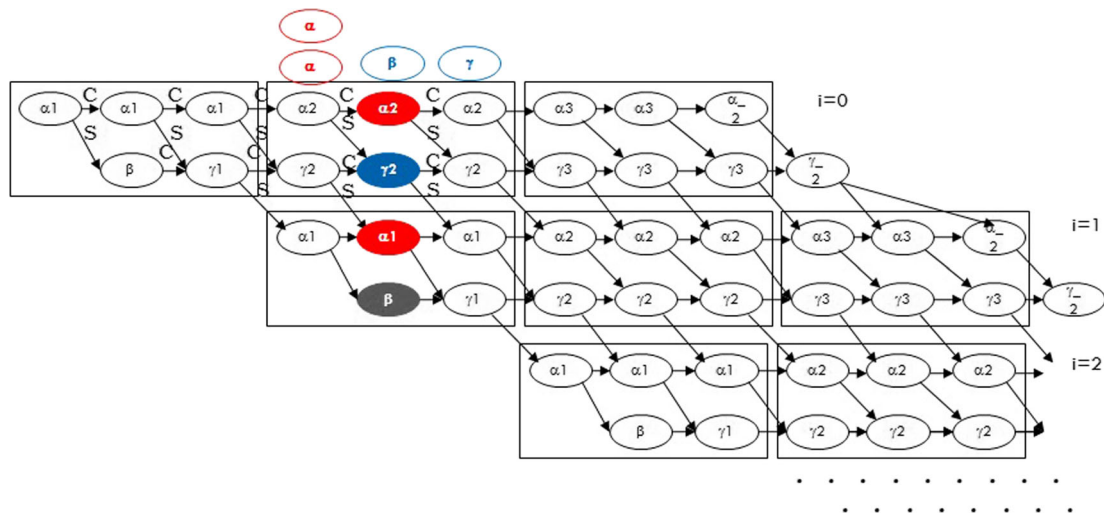 α
α β γ
C C C C C
α1 α1 α1 α2 α2 α2 α3 α3 α_2 i=0
S S S S S
C C C C
β γ1 γ2 γ2 γ2 γ3 γ3 γ3 γ_2
S S
α1 α1 α1 α2 α2 α2 α3 α3 α_2 i=1
β γ1 γ2 γ2 γ2 γ3 γ3 γ3 γ_2
α1 α1 α1 α2 α2 α2 i=2
β γ1 γ2 γ2 γ2